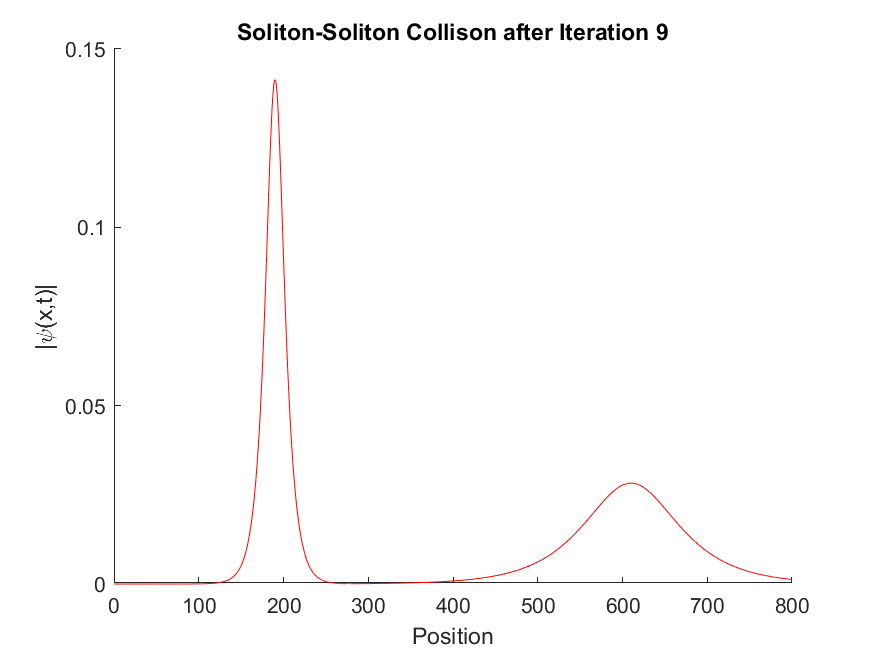 Soliton-Soliton Collison after Iteration 9
0.15
0.1
0.05
0
|ψ(x,t)|
0 100 200 300 400 500 600 700 800
Position